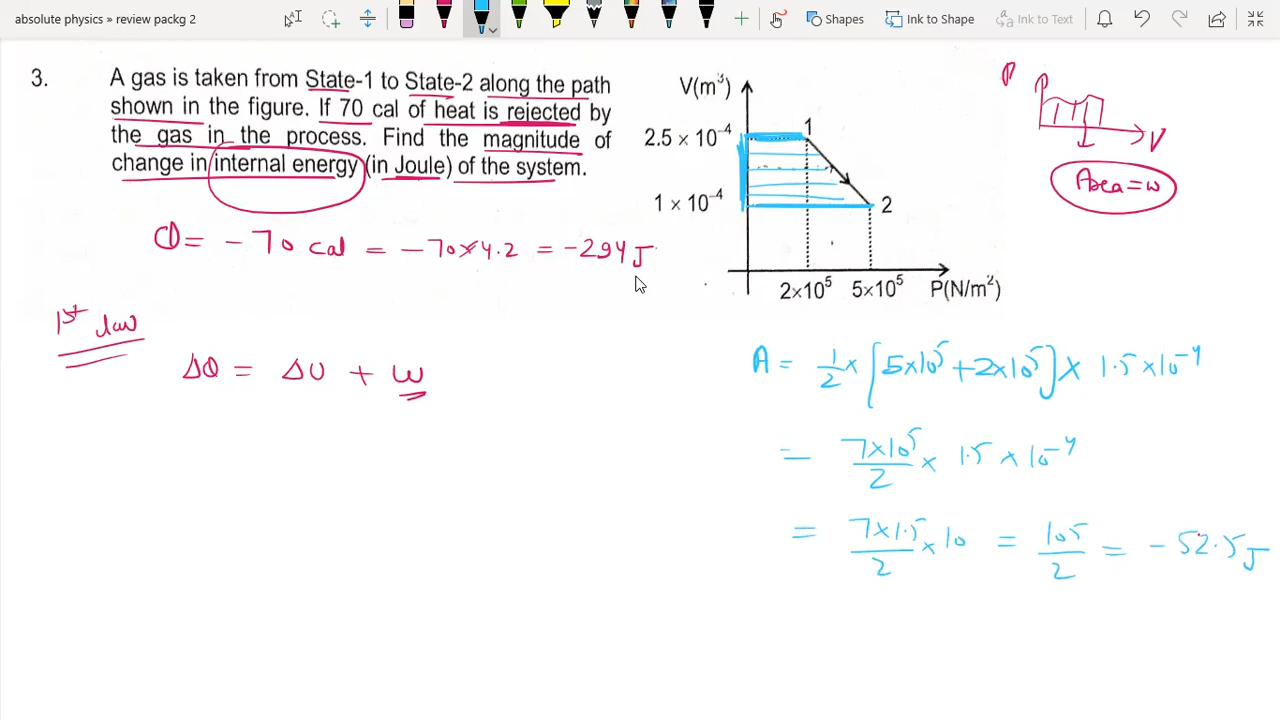 absolute physics » review packg 2
Shapes
Ink to Shape
Ink to Text
3. A gas is taken from State-1 to State-2 along the path
shown in the figure. If 70 cal of heat is rejected by
the gas in the process. Find the magnitude of
change in internal energy (in Joule) of the system.
V(m³)
2.5 × 10⁻⁴
1
1 × 10⁻⁴
2
2×10⁵ 5×10⁵ P(N/m²)
P
P
V
Area = w
Q = - 70 cal = - 70×4.2 = -294 J
1st law
ΔQ = ΔU + w
A = 1/2 × [5×10⁵ + 2×10⁵] × 1.5×10⁻⁴
= 7×10⁵/2 × 1.5 × 10⁻⁴
= 7×1.5/2 × 10 = 105/2 = - 52.5 J